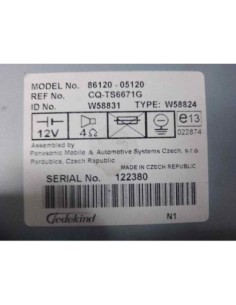 MODEL No. 86120 - 05120
REF No. CQ-TS6671G
ID No. W58831 TYPE: W58824
12V 4Ω e13
022874
Assembled by
Panasonic Mobile & Automotive Systems Czech, s.r.o
Pardubice, Czech Republic
MADE IN CZECH REPUBLIC
SERIAL No. 122380
Gedekind N1